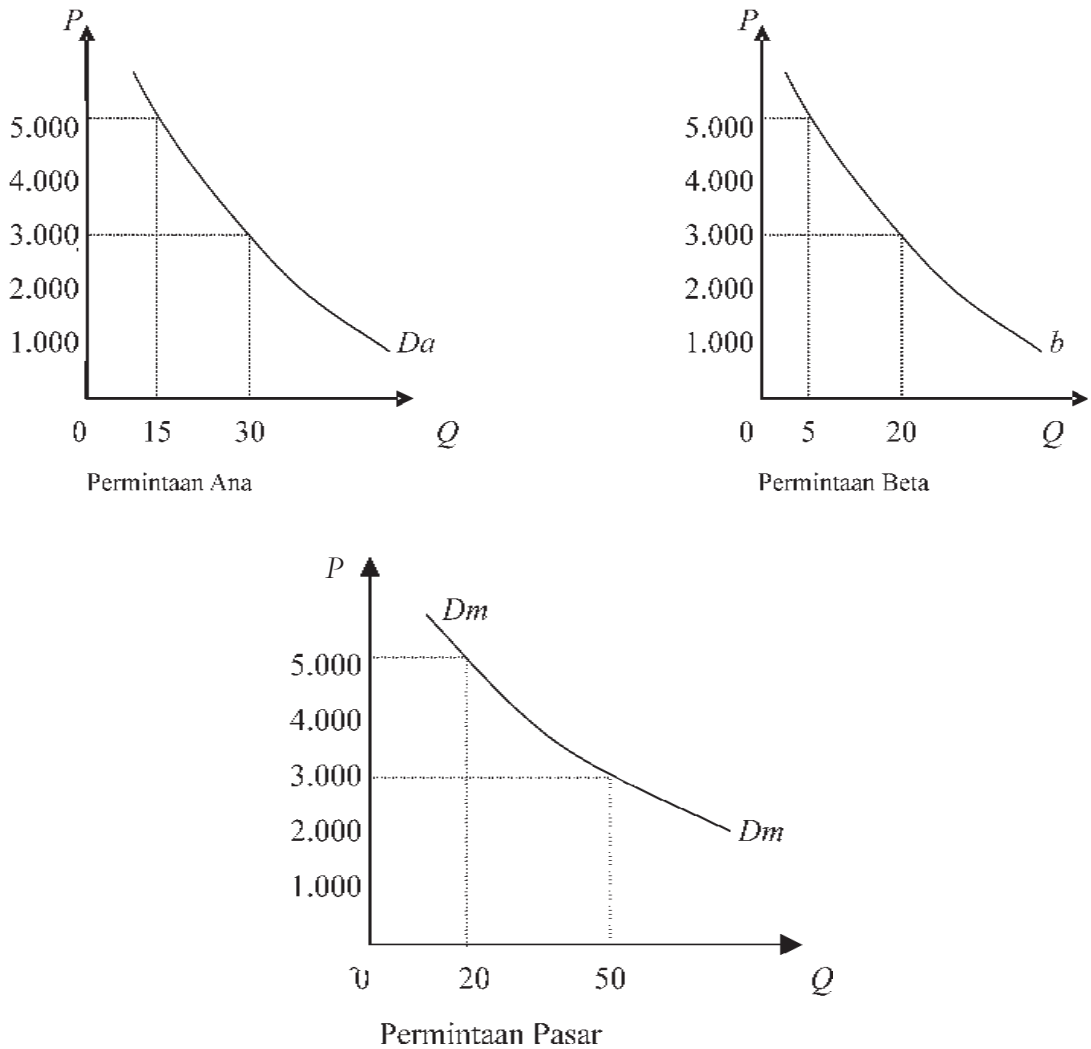 P
5.000
4.000
3.000
2.000
1.000
Da
0 15 30 Q
Permintaan Ana
P
5.000
4.000
3.000
2.000
1.000
b
0 5 20 Q
Permintaan Beta
P
Dm
5.000
4.000
3.000
2.000
Dm
1.000
0 20 50 Q
Permintaan Pasar